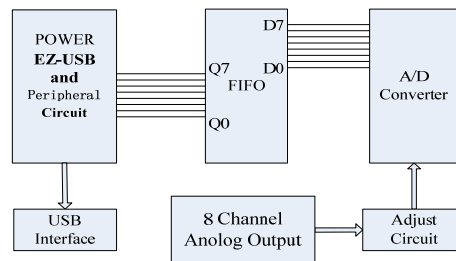 POWER
EZ-USB
and
Peripheral
Circuit
Q7
Q0
FIFO
D7
D0
A/D
Converter
USB
Interface
8 Channel
Anolog Output
Adjust
Circuit